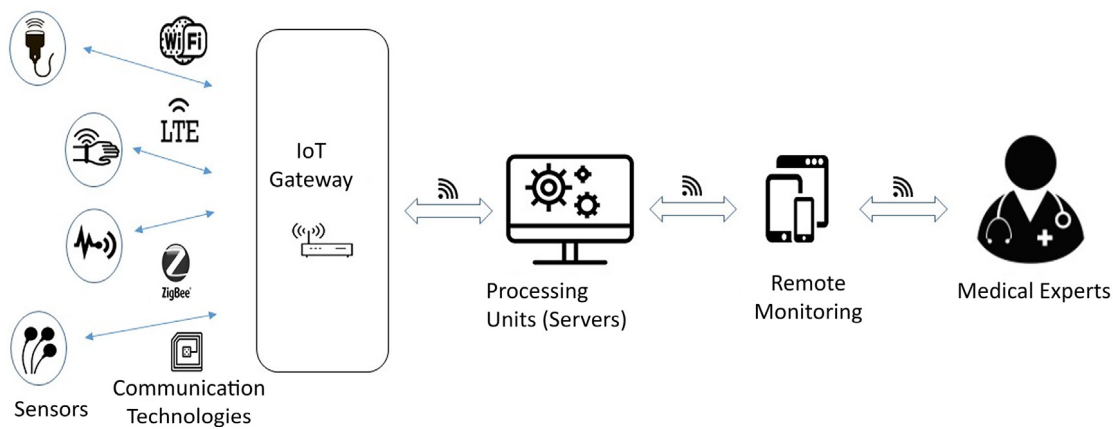 WiFi
LTE
IoT
Gateway
ZigBee®
Processing
Units (Servers)
Remote
Monitoring
Medical Experts
Communication
Technologies
Sensors